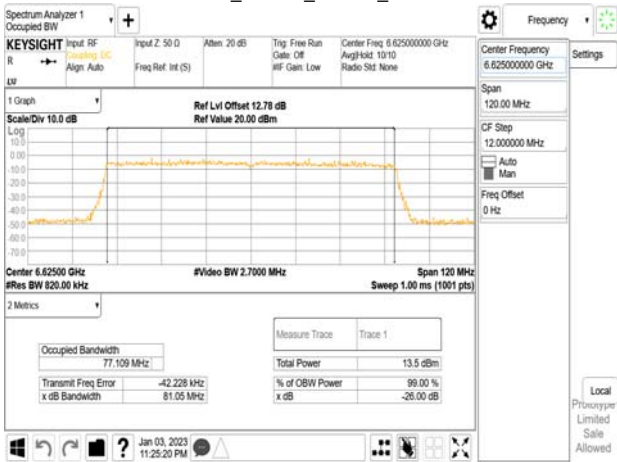 Spectrum Analyzer 1
Occupied BW
Frequency
KEYSIGHT
Input: RF
Coupling: DC
Align: Auto
Input Z: 50 Ω
Freq Ref: Int (S)
Atten: 20 dB
Trig: Free Run
Gate: Off
#IF Gain: Low
Center Freq: 6.625000000 GHz
Avg|Hold: 10/10
Radio Std: None
R
Center Frequency
6.625000000 GHz
Settings
Span
120.00 MHz
CF Step
12.000000 MHz
Auto
Man
Freq Offset
0 Hz
1 Graph
Scale/Div 10.0 dB
Ref Lvl Offset 12.78 dB
Ref Value 20.00 dBm
Log
10.0
0.00
-10.0
-20.0
-30.0
-40.0
-50.0
-60.0
-70.0
Center 6.62500 GHz
#Video BW 2.7000 MHz
Span 120 MHz
#Res BW 820.00 kHz
Sweep 1.00 ms (1001 pts)
2 Metrics
Measure Trace
Trace 1
Occupied Bandwidth
77.109 MHz
Total Power
13.5 dBm
Transmit Freq Error
-42.228 kHz
% of OBW Power
99.00 %
x dB Bandwidth
81.05 MHz
x dB
-26.00 dB
Local
Prototype
Limited
Sale
Allowed
?
Jan 03, 2023
11:25:20 PM